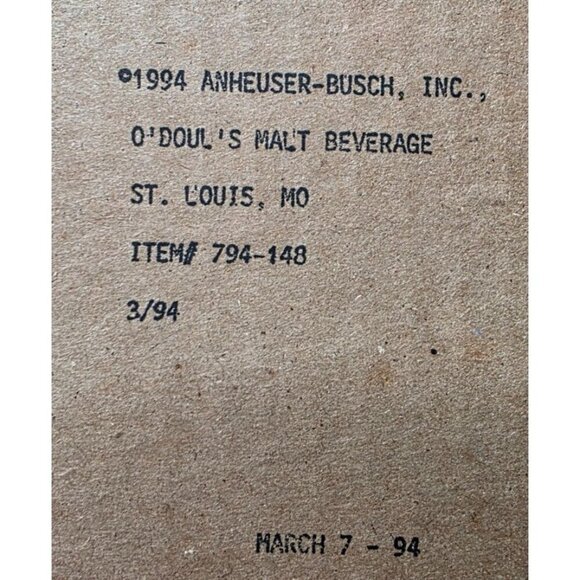 ©1994 ANHEUSER-BUSCH, INC.,
O'DOUL'S MALT BEVERAGE
ST. LOUIS, MO
ITEM# 794-148
3/94
MARCH 7 - 94